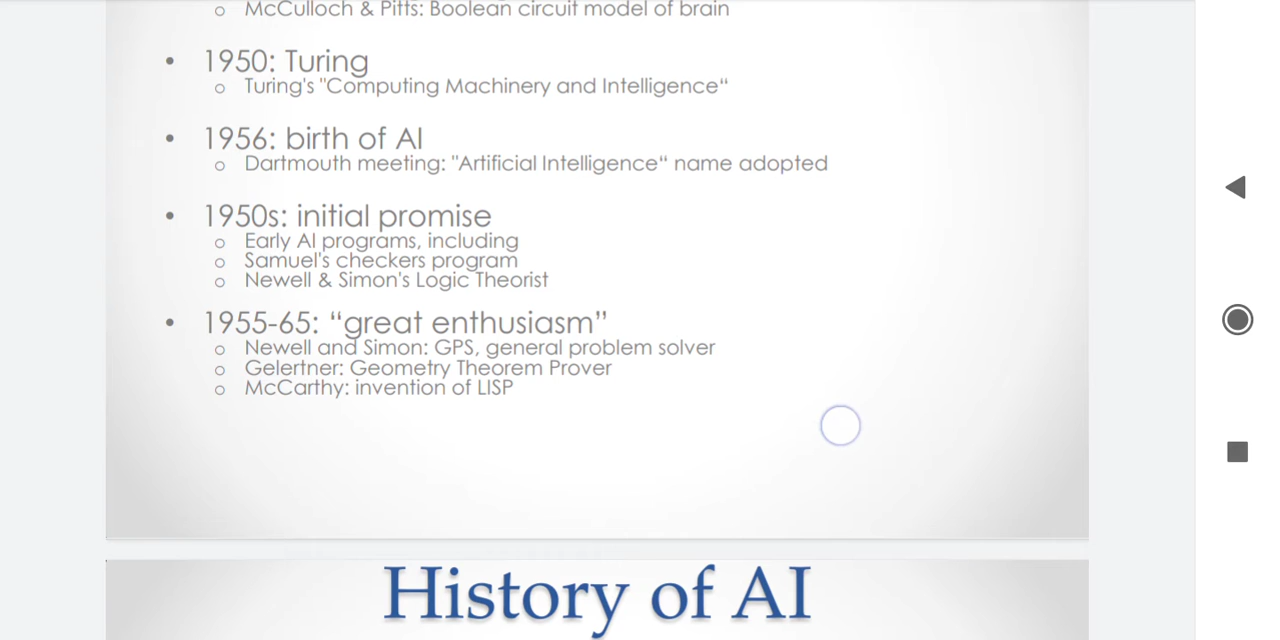 ○ McCulloch & Pitts: Boolean circuit model of brain
• 1950: Turing
○ Turing's "Computing Machinery and Intelligence“
• 1956: birth of AI
○ Dartmouth meeting: "Artificial Intelligence“ name adopted
• 1950s: initial promise
○ Early AI programs, including
○ Samuel's checkers program
○ Newell & Simon's Logic Theorist
• 1955-65: “great enthusiasm”
○ Newell and Simon: GPS, general problem solver
○ Gelertner: Geometry Theorem Prover
○ McCarthy: invention of LISP
History of AI